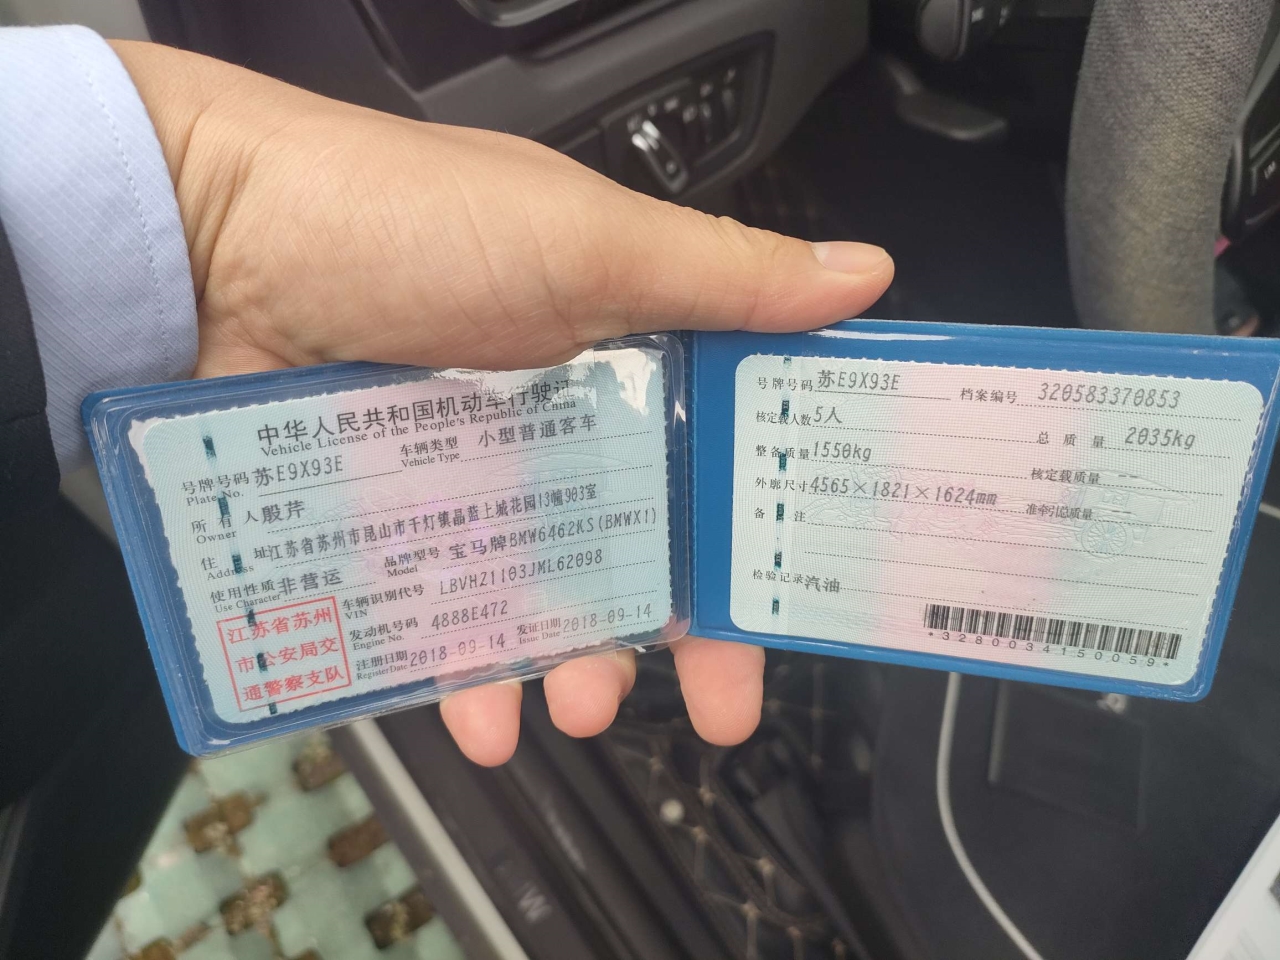 中华人民共和国机动车行驶证
Vehicle License of the People's Republic of China
号牌号码 苏E9X93E 车辆类型 小型普通客车
Plate No. Vehicle Type
所有人 殷芹
Owner
住址 江苏省苏州市昆山市千灯镇晶蓝上城花园13幢903室
Address
使用性质 非营运 品牌型号 宝马牌BMW6462KS(BMWX1)
Use Character Model
江苏省苏州
市公安局交
通警察支队
车辆识别代号 LBVHZ1103JML62098
VIN
发动机号码 4888E472
Engine No.
注册日期 2018-09-14 发证日期 2018-09-14
Register Date Issue Date
号牌号码 苏E9X93E 档案编号 320583370853
核定载人数 5人 总质量 2035kg
整备质量 1550kg 核定载质量 --
外廓尺寸 4565×1821×1624mm 准牵引总质量 --
备注
检验记录 汽油
*3280034150059*